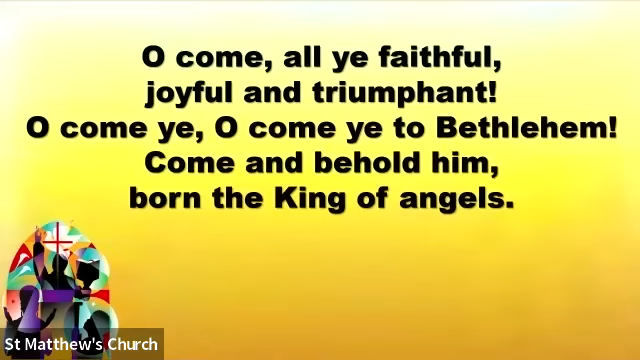 O come, all ye faithful,
joyful and triumphant!
O come ye, O come ye to Bethlehem!
Come and behold him,
born the King of angels.
St Matthew's Church